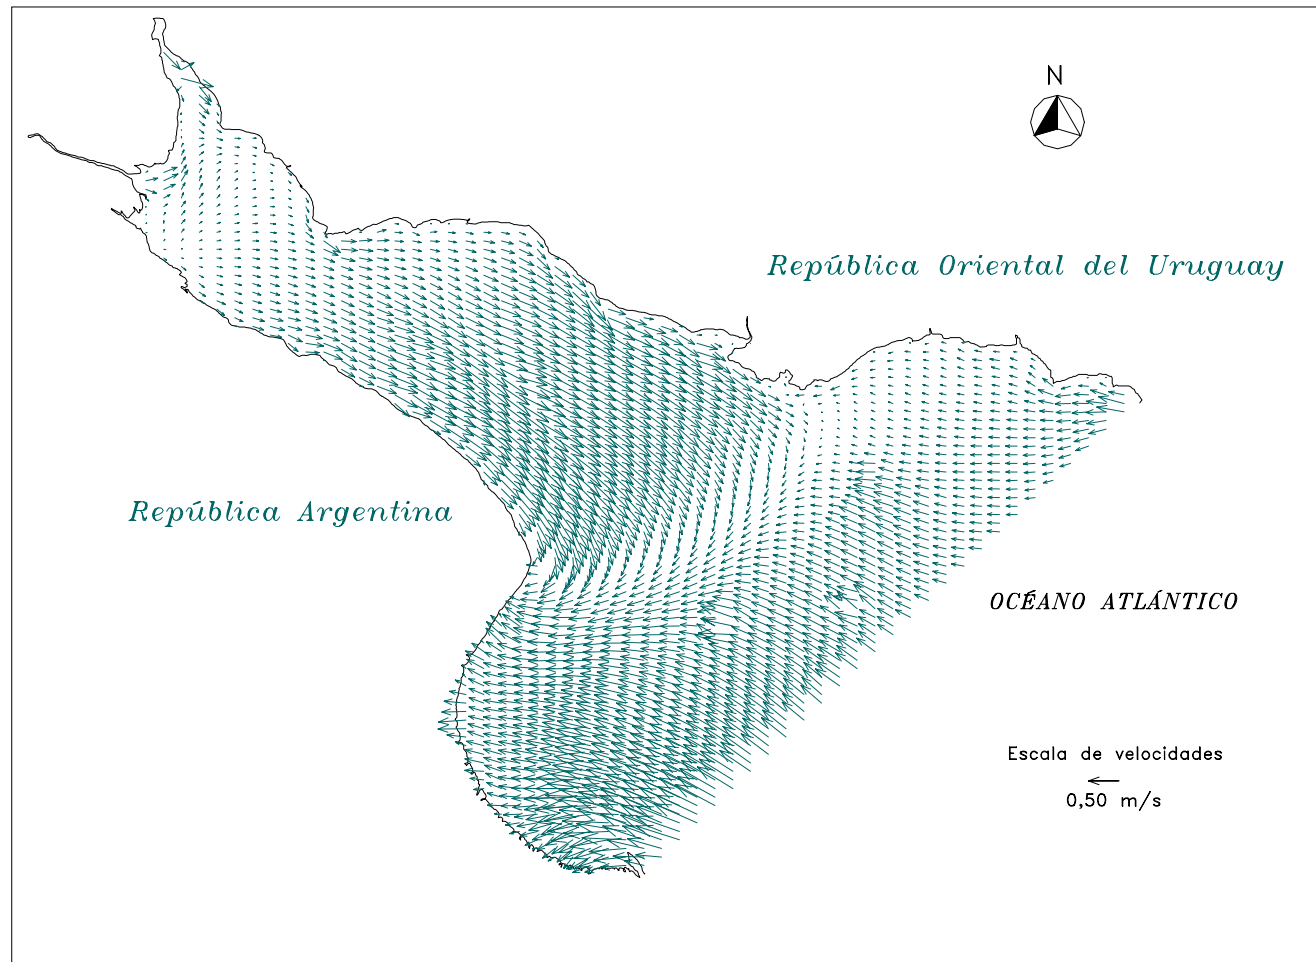 N
República Oriental del Uruguay
República Argentina
OCÉANO ATLÁNTICO
Escala de velocidades
0,50 m/s